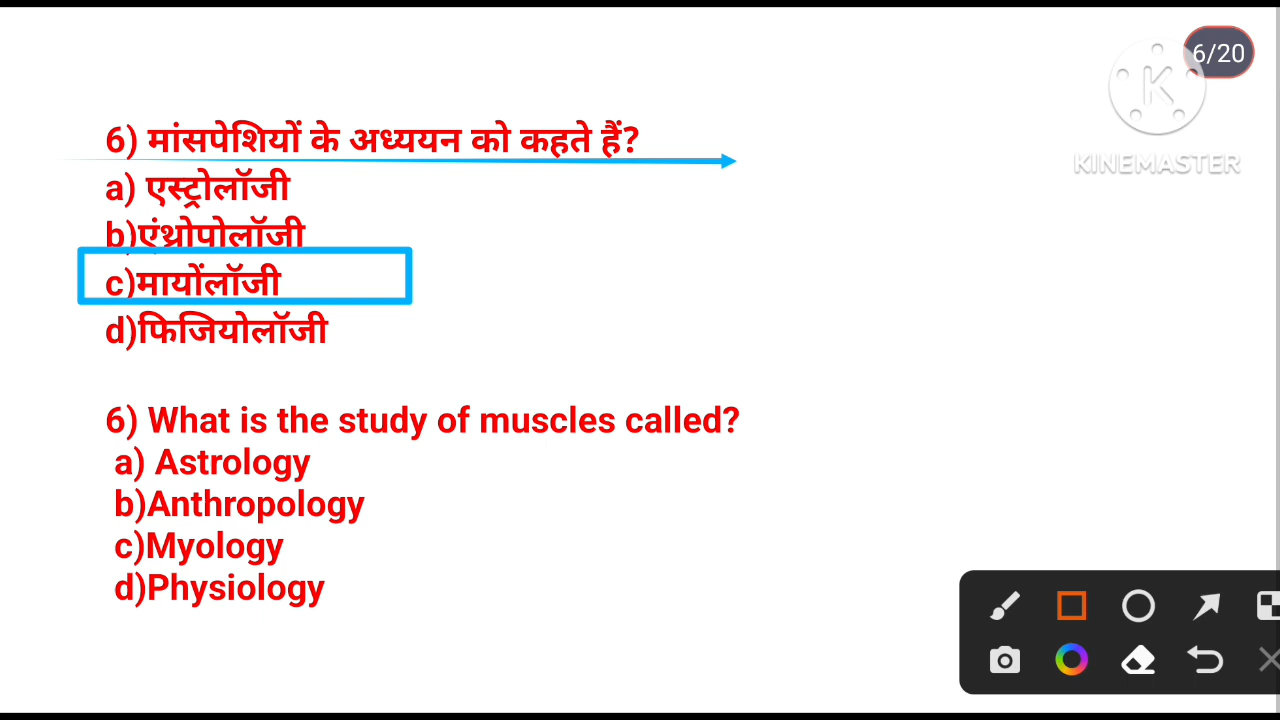 6/20
KINEMASTER
6) मांसपेशियों के अध्ययन को कहते हैं?
a) एस्ट्रोलॉजी
b)एंथ्रोपोलॉजी
c)मायोंलॉजी
d)फिजियोलॉजी
6) What is the study of muscles called?
a) Astrology
b)Anthropology
c)Myology
d)Physiology